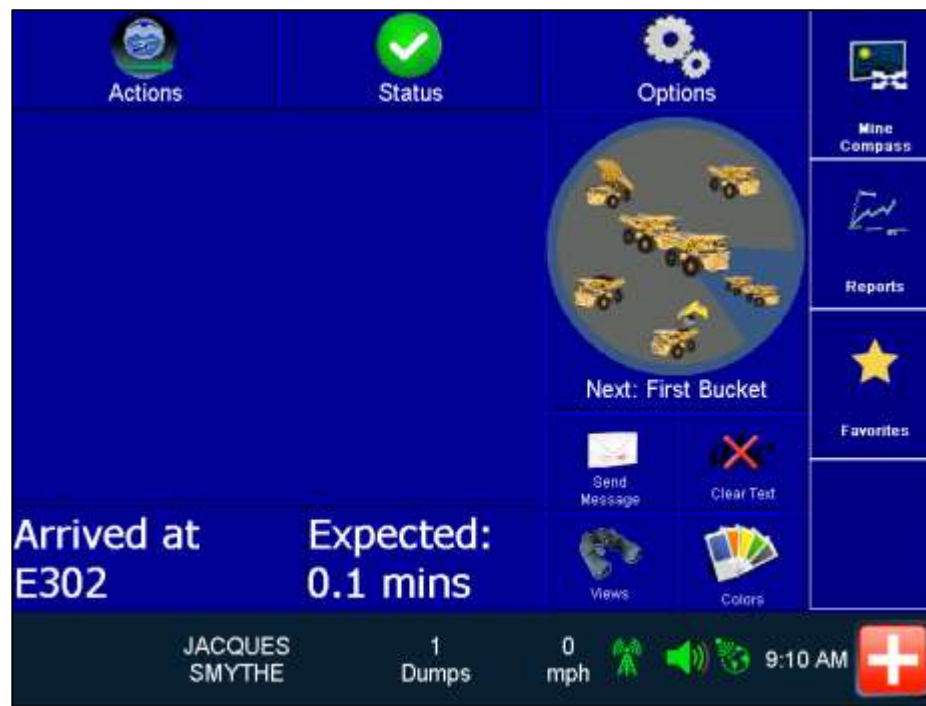 Actions
Status
Options
Mine
Compass
Reports
Next: First Bucket
Favorites
Send
Message
abc
Clear Text
Arrived at
E302
Expected:
0.1 mins
Views
Colors
JACQUES
SMYTHE
1
Dumps
0
mph
9:10 AM